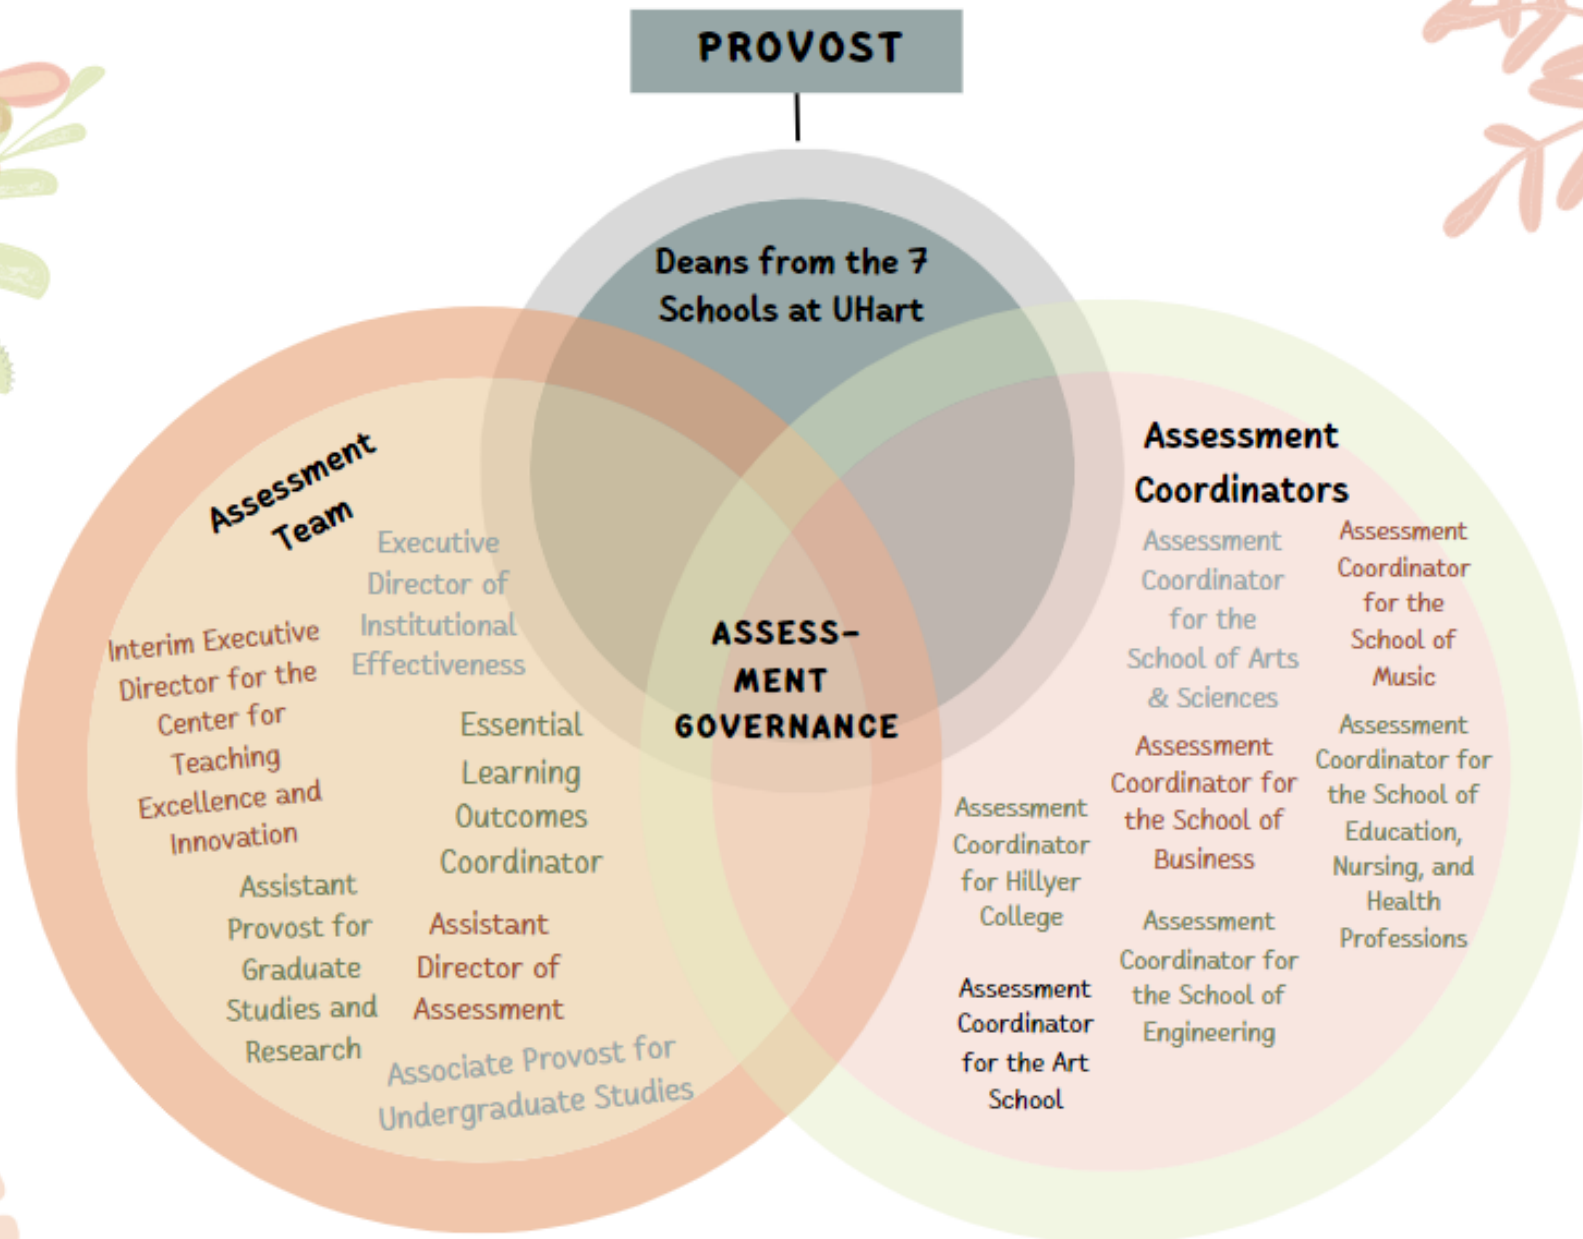 PROVOST
Deans from the 7
Schools at UHart
Assessment
Team
Executive
Director of
Institutional
Effectiveness
Interim Executive
Director for the
Center for
Teaching
Excellence and
Innovation
Essential
Learning
Outcomes
Coordinator
Assistant
Provost for
Graduate
Studies and
Research
Assistant
Director of
Assessment
Associate Provost for
Undergraduate Studies
ASSESS-
MENT
GOVERNANCE
Assessment
Coordinators
Assessment
Coordinator
for the
School of Arts
& Sciences
Assessment
Coordinator
for the
School of
Music
Assessment
Coordinator for
the School of
Business
Assessment
Coordinator for
the School of
Education,
Nursing, and
Health
Professions
Assessment
Coordinator
for Hillyer
College
Assessment
Coordinator for
the School of
Engineering
Assessment
Coordinator
for the Art
School